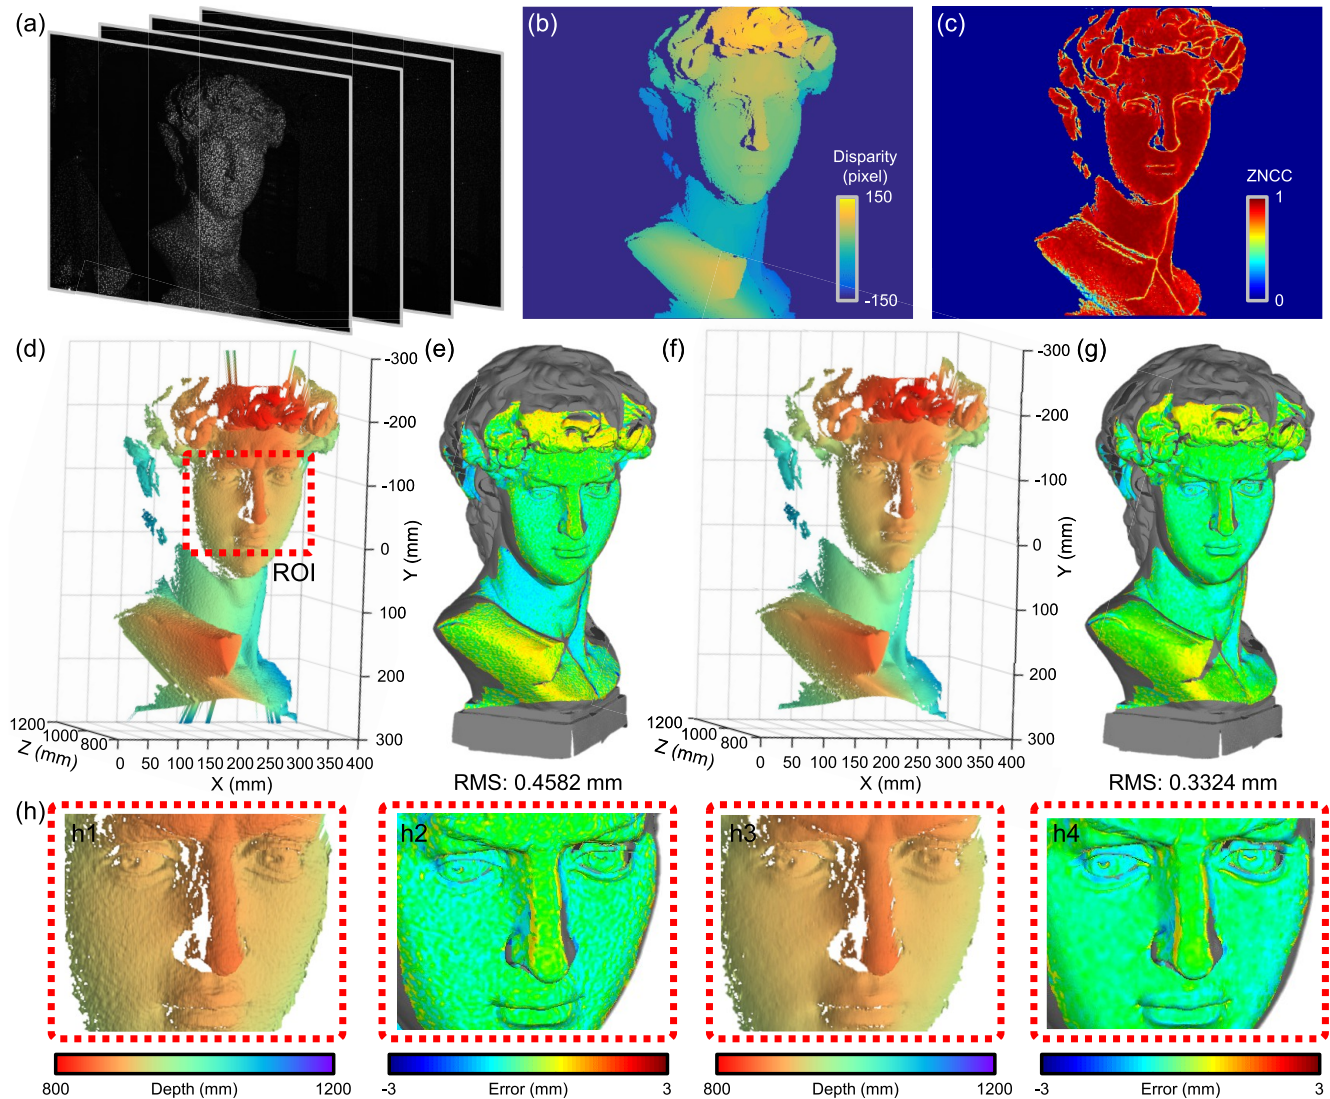 (a)
(b)
Disparity
(pixel)
150
-150
(c)
ZNCC
1
0
(d)
ROI
-300
-200
-100
0
100
200
300
Y (mm)
1200
1000
800
Z (mm)
0 50 100 150 200 250 300 350 400
X (mm)
(e)
RMS: 0.4582 mm
(f)
-300
-200
-100
0
100
200
300
Y (mm)
1200
1000
800
Z (mm)
0 50 100 150 200 250 300 350 400
X (mm)
(g)
RMS: 0.3324 mm
(h)
h1
h2
h3
h4
800 Depth (mm) 1200
-3 Error (mm) 3
800 Depth (mm) 1200
-3 Error (mm) 3